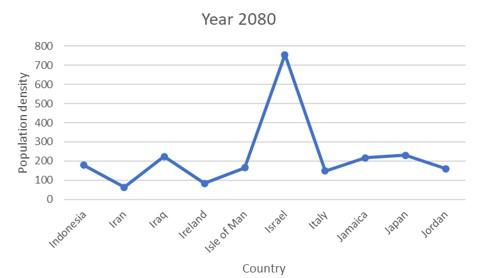 Year 2080
Population density
800
700
600
500
400
300
200
100
0
Indonesia
Iran
Iraq
Ireland
Isle of Man
Israel
Italy
Jamaica
Japan
Jordan
Country